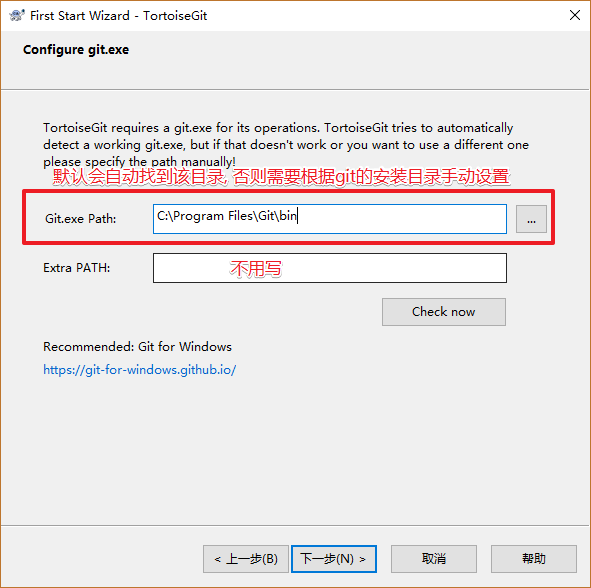 First Start Wizard - TortoiseGit
Configure git.exe
TortoiseGit requires a git.exe for its operations. TortoiseGit tries to automatically
detect a working git.exe, but if that doesn't work or you want to use a different one
please specify the path manually!
默认会自动找到该目录, 否则需要根据git的安装目录手动设置
Git.exe Path: C:\Program Files\Git\bin ...
Extra PATH: 不用写
Check now
Recommended: Git for Windows
https://git-for-windows.github.io/
< 上一步(B) 下一步(N) > 取消 帮助